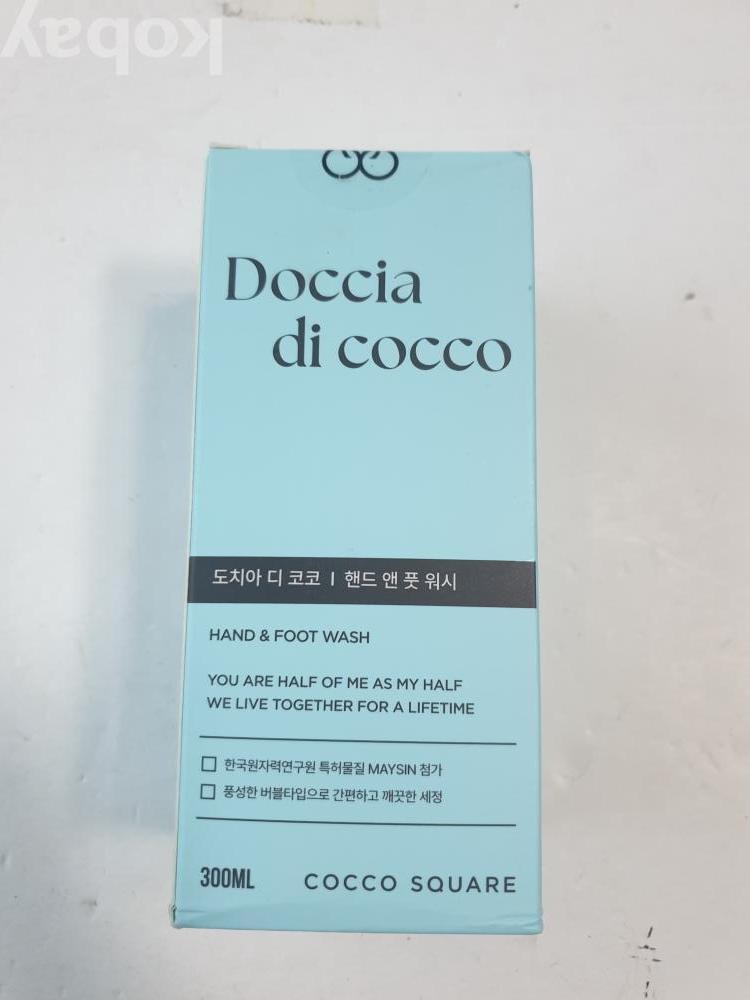 kobay
Doccia
di cocco
도치아 디 코코 | 핸드 앤 풋 워시
HAND & FOOT WASH
YOU ARE HALF OF ME AS MY HALF
WE LIVE TOGETHER FOR A LIFETIME
한국원자력연구원 특허물질 MAYSIN 첨가
풍성한 버블타입으로 간편하고 깨끗한 세정
300ML
COCCO SQUARE